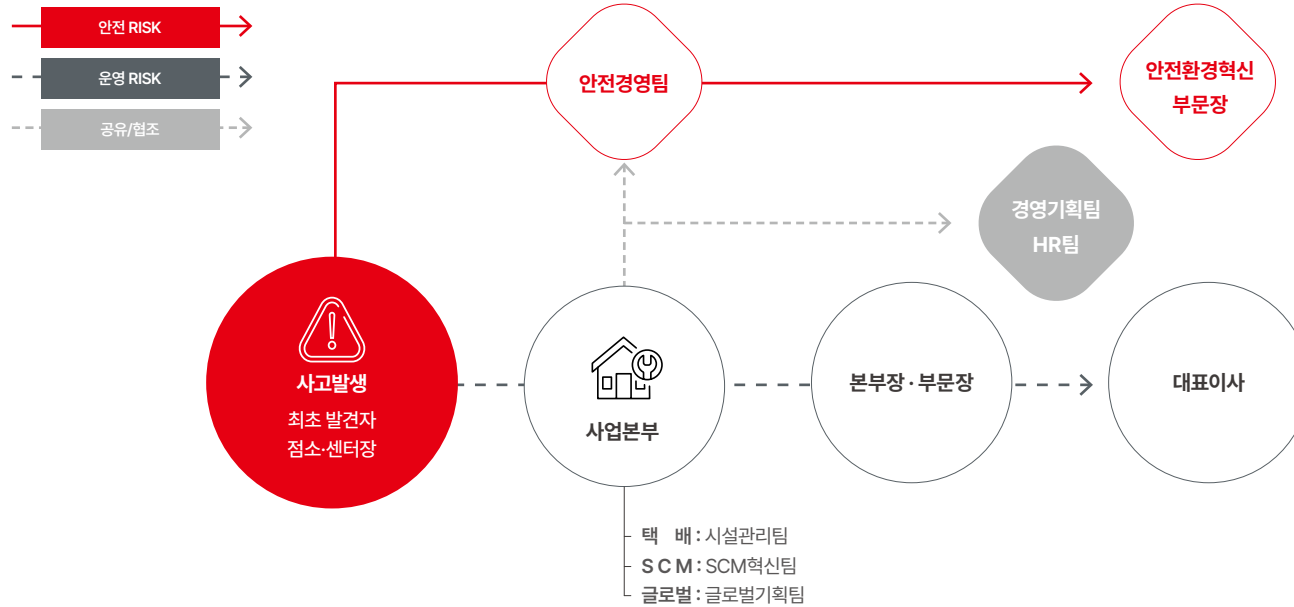 안전 RISK
운영 RISK
공유/협조
안전경영팀
안전환경혁신
부문장
경영기획팀
HR팀
사고발생
최초 발견자
점소·센터장
사업본부
본부장 · 부문장
대표이사
택 배 : 시설관리팀
S C M : SCM혁신팀
글로벌 : 글로벌기획팀